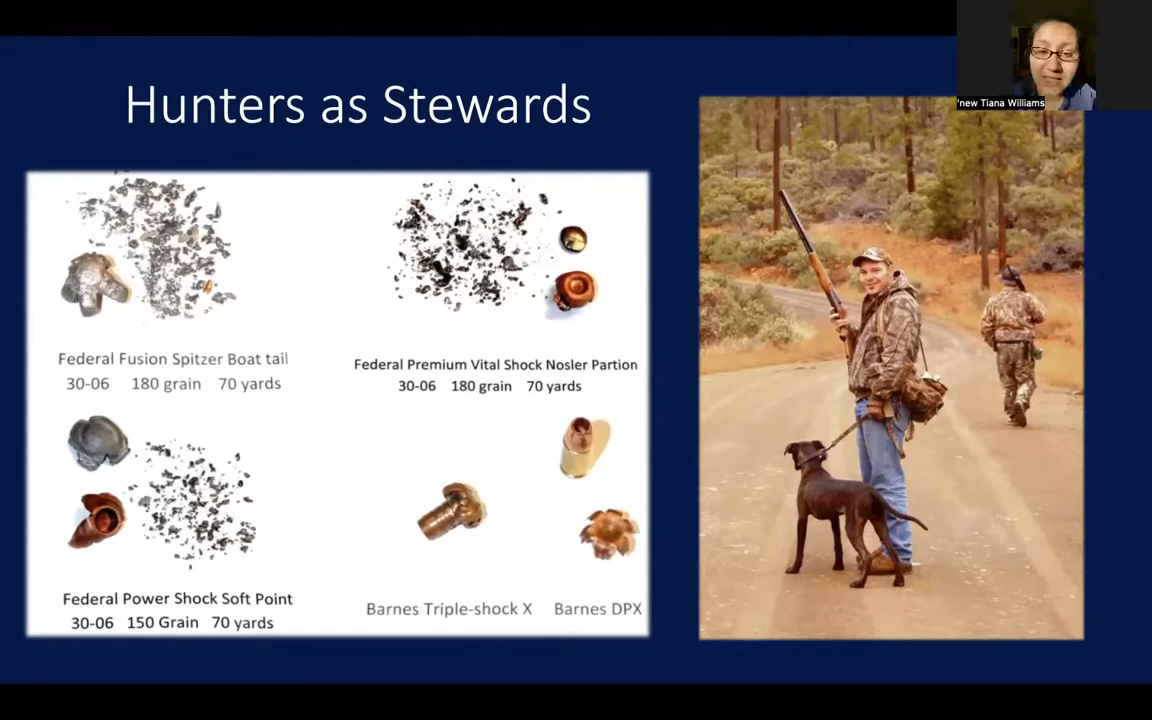 Hunters as Stewards
'new Tiana Williams
Federal Fusion Spitzer Boat tail
30-06 180 grain 70 yards
Federal Premium Vital Shock Nosler Partion
30-06 180 grain 70 yards
Federal Power Shock Soft Point
30-06 150 Grain 70 yards
Barnes Triple-shock X
Barnes DPX